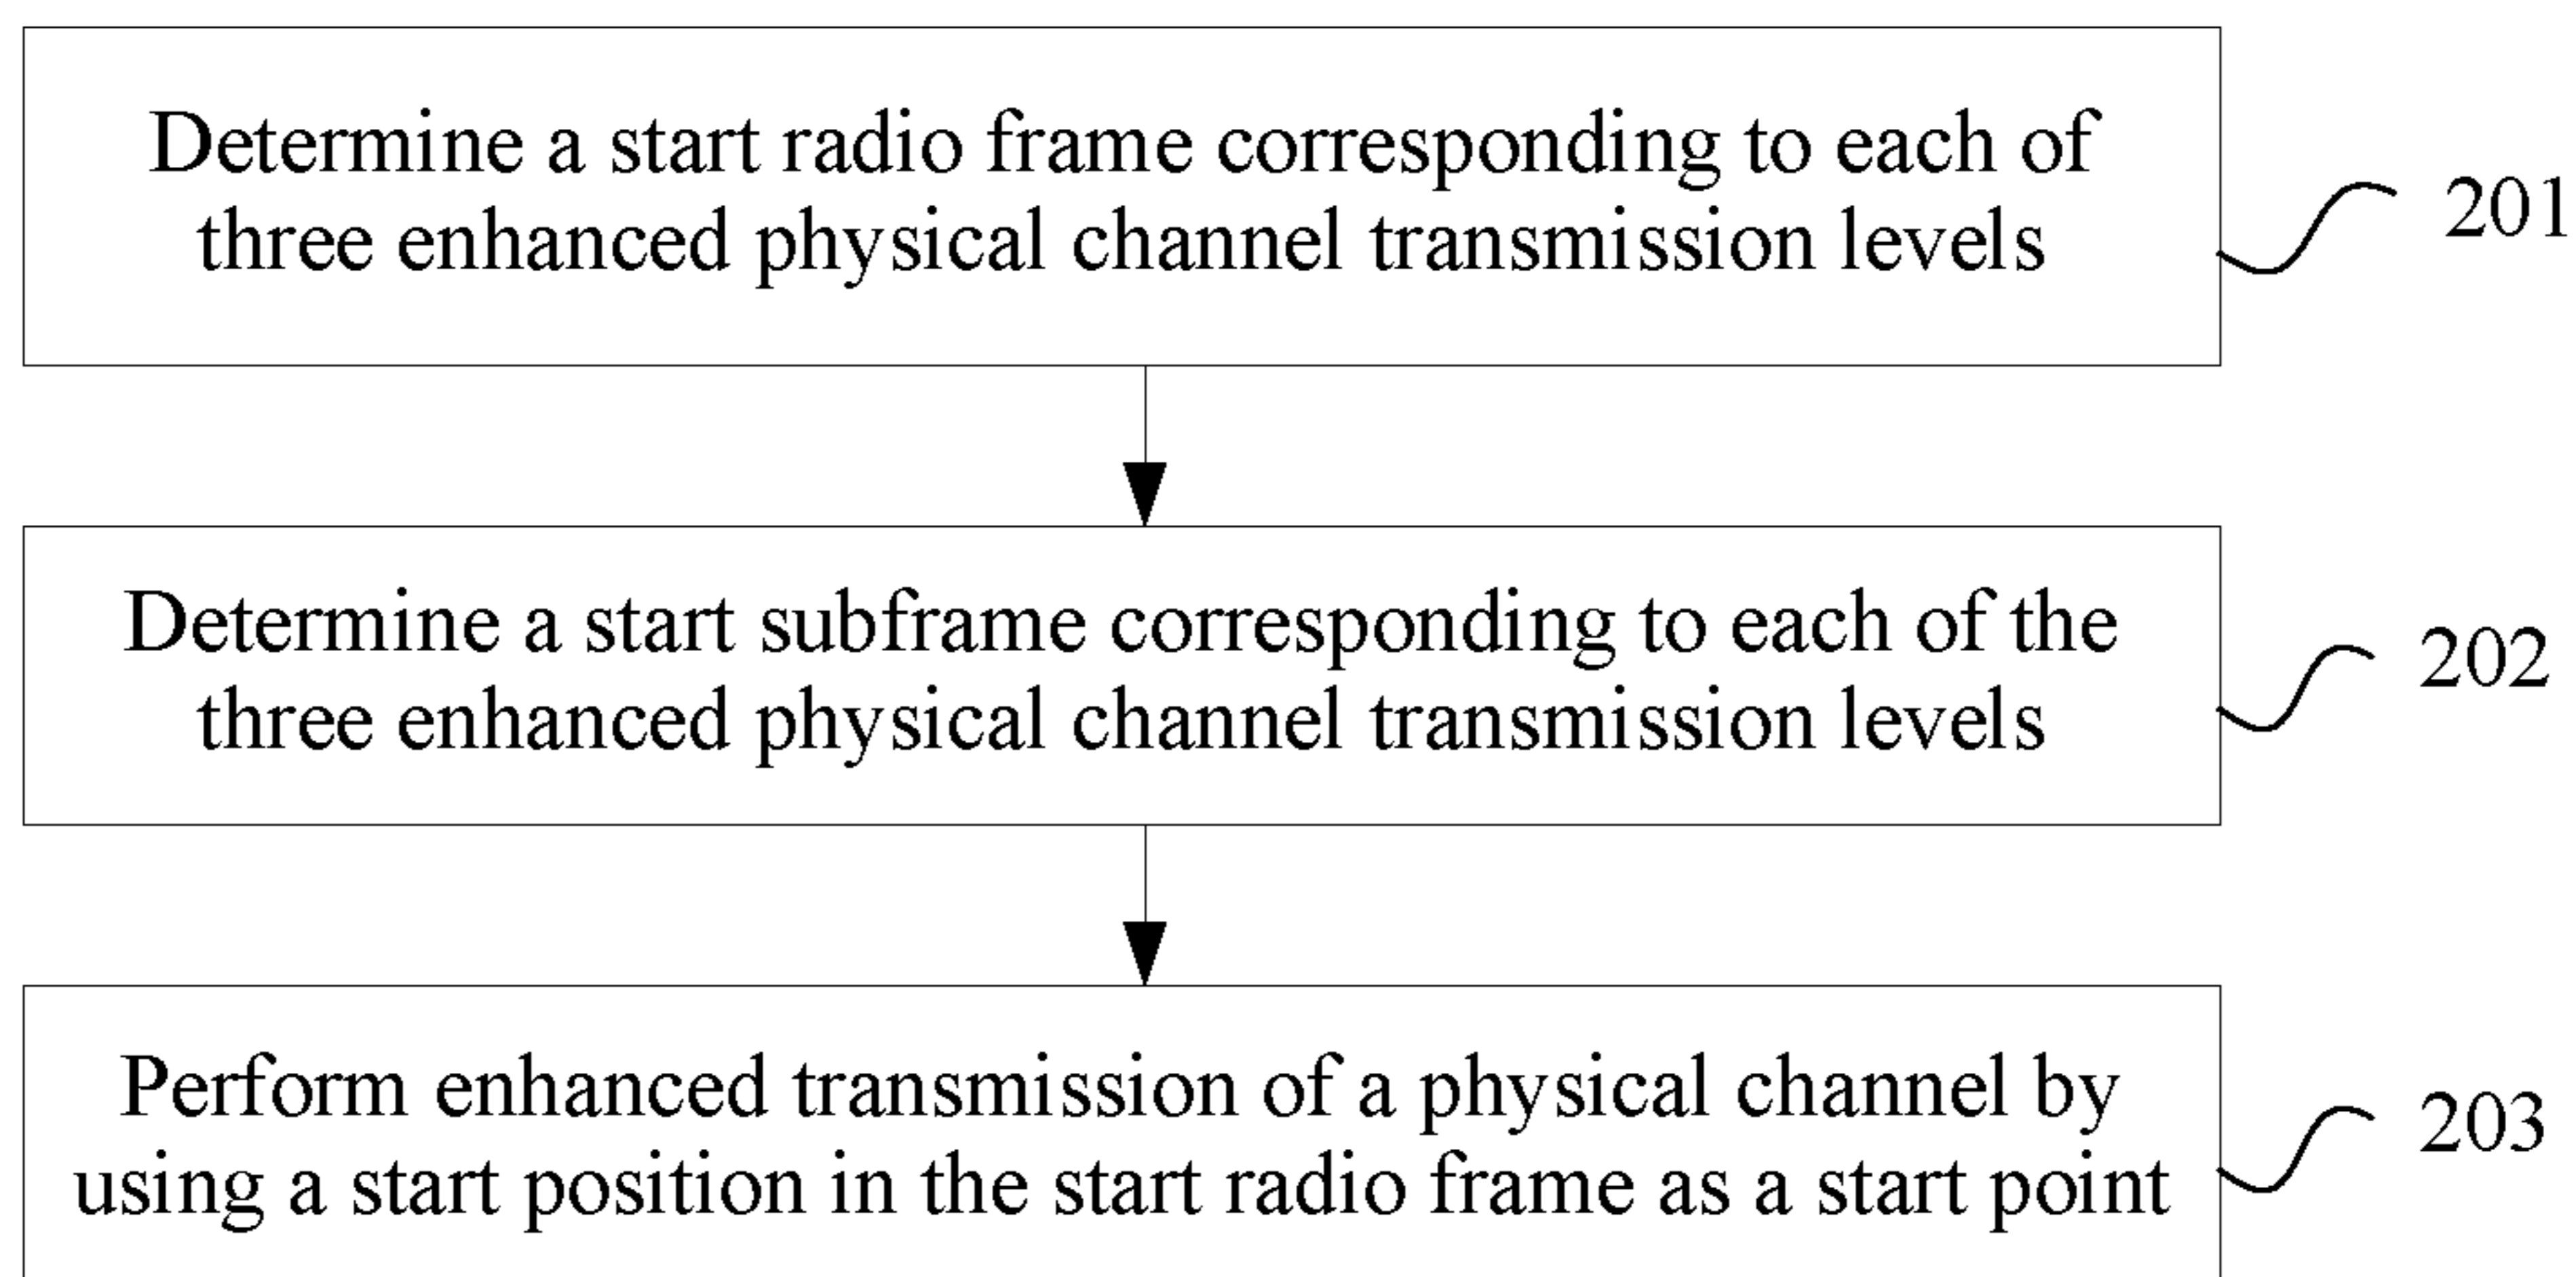 Determine a start radio frame corresponding to each of
three enhanced physical channel transmission levels
201
Determine a start subframe corresponding to each of the
three enhanced physical channel transmission levels
202
Perform enhanced transmission of a physical channel by
using a start position in the start radio frame as a start point
203